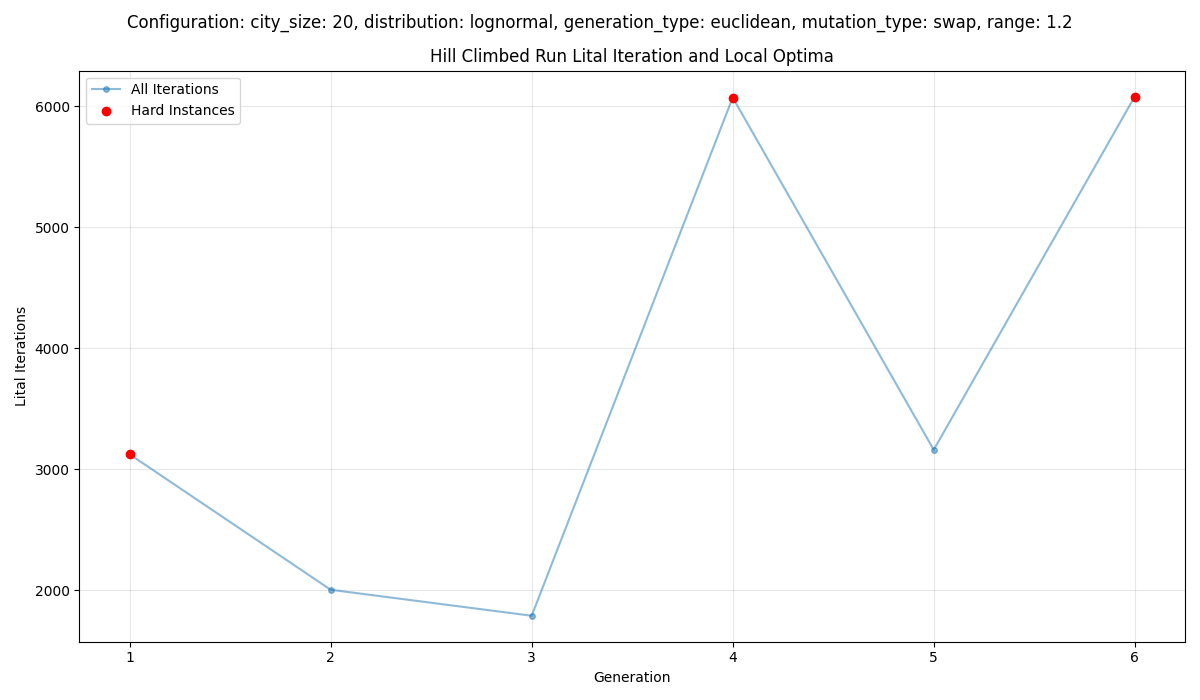 Configuration: city_size: 20, distribution: lognormal, generation_type: euclidean, mutation_type: swap, range: 1.2
Hill Climbed Run Lital Iteration and Local Optima
All Iterations
Hard Instances
6000
5000
4000
3000
2000
Lital Iterations
1 2 3 4 5 6
Generation